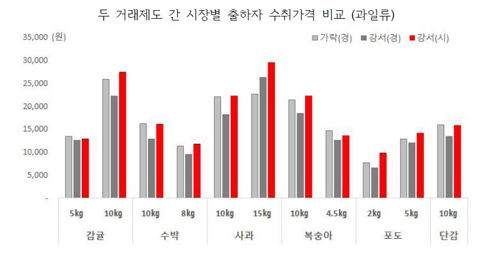 두 거래제도 간 시장별 출하자 수취가격 비교 (과일류)
35,000 (원)
가락(경) 강서(경) 강서(시)
30,000
25,000
20,000
15,000
10,000
5,000
-
5kg 10kg 10kg 8kg 10kg 15kg 10kg 4.5kg 2kg 5kg 10kg
감귤 수박 사과 복숭아 포도 단감